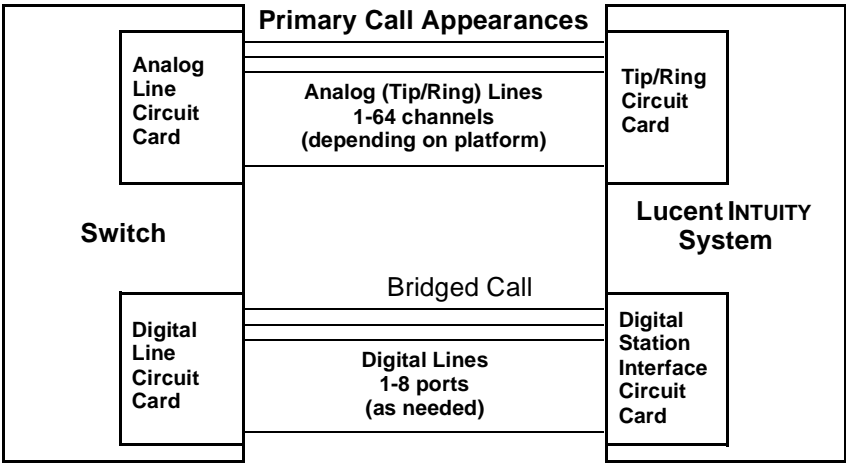 Primary Call Appearances
Analog
Line
Circuit
Card
Analog (Tip/Ring) Lines
1-64 channels
(depending on platform)
Tip/Ring
Circuit
Card
Switch
Lucent INTUITY
System
Bridged Call
Digital
Line
Circuit
Card
Digital Lines
1-8 ports
(as needed)
Digital
Station
Interface
Circuit
Card